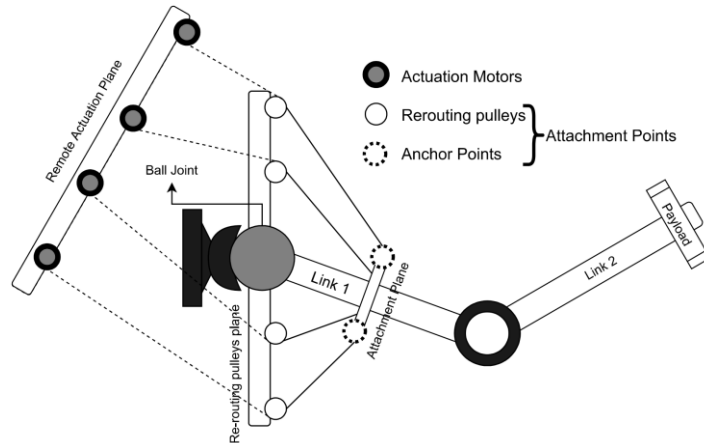 Remote Actuation Plane
Actuation Motors
Rerouting pulleys
Anchor Points
Attachment Points
Ball Joint
Link 1
Attachment Plane
Re-routing pulleys plane
Link 2
Payload